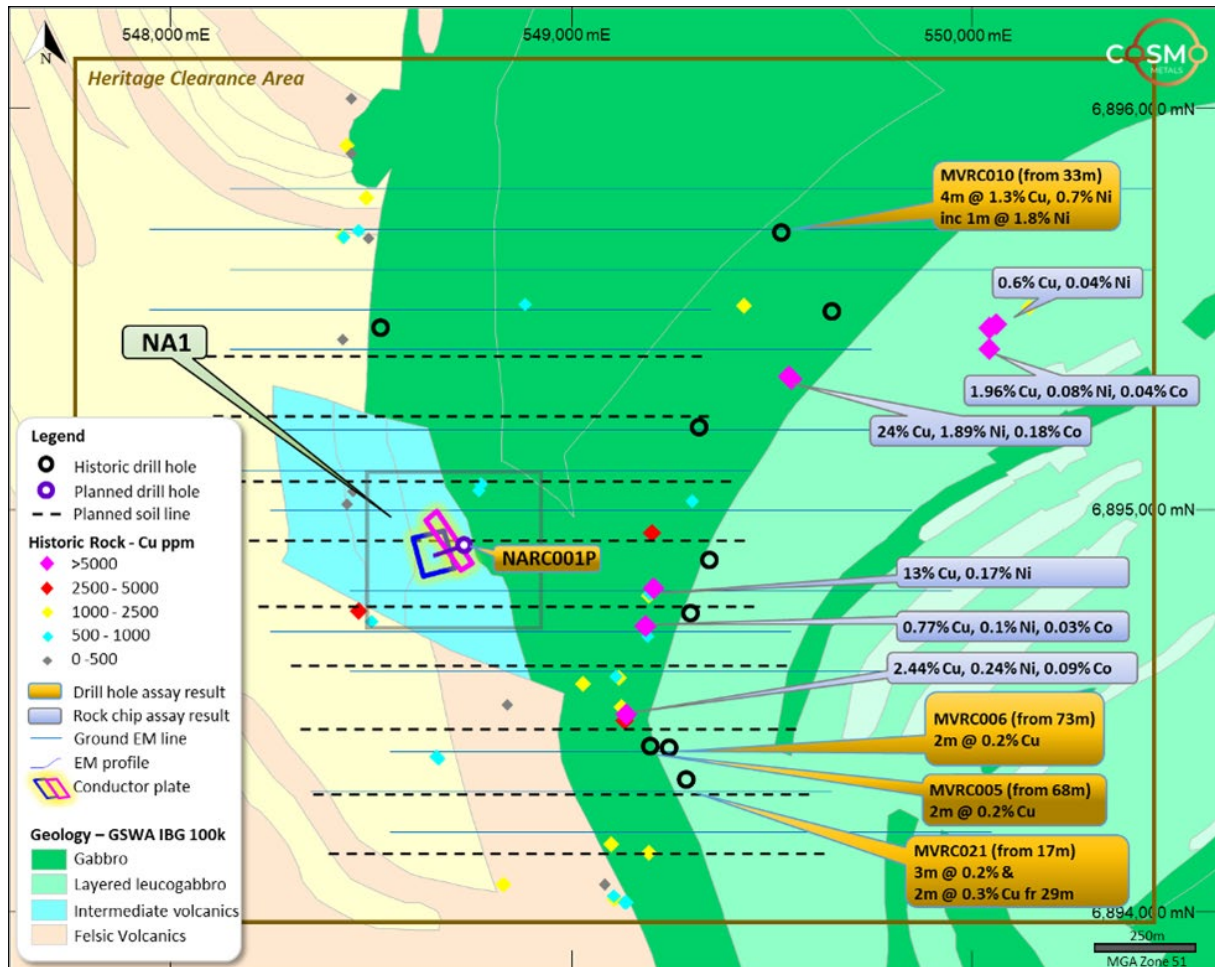 548,000 mE
549,000 mE
550,000 mE
N
COSMO
METALS
Heritage Clearance Area
6,896,000 mN
MVRC010 (from 33m)
4m @ 1.3% Cu, 0.7% Ni
inc 1m @ 1.8% Ni
0.6% Cu, 0.04% Ni
NA1
1.96% Cu, 0.08% Ni, 0.04% Co
24% Cu, 1.89% Ni, 0.18% Co
6,895,000 mN
NARC001P
13% Cu, 0.17% Ni
0.77% Cu, 0.1% Ni, 0.03% Co
2.44% Cu, 0.24% Ni, 0.09% Co
MVRC006 (from 73m)
2m @ 0.2% Cu
MVRC005 (from 68m)
2m @ 0.2% Cu
MVRC021 (from 17m)
3m @ 0.2% &
2m @ 0.3% Cu fr 29m
6,894,000 mN
250m
MGA Zone 51
Legend
Historic drill hole
Planned drill hole
Planned soil line
Historic Rock - Cu ppm
>5000
2500 - 5000
1000 - 2500
500 - 1000
0 -500
Drill hole assay result
Rock chip assay result
Ground EM line
EM profile
Conductor plate
Geology – GSWA IBG 100k
Gabbro
Layered leucogabbro
Intermediate volcanics
Felsic Volcanics